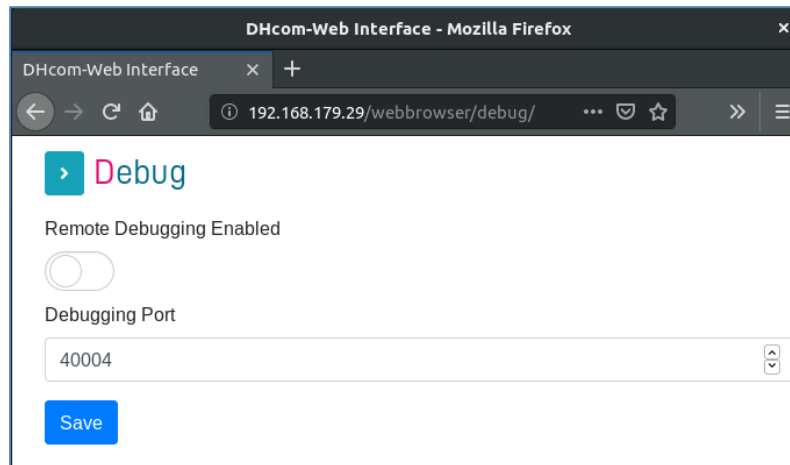 DHcom-Web Interface - Mozilla Firefox
DHcom-Web Interface
192.168.179.29/webbrowser/debug/
Debug
Remote Debugging Enabled
Debugging Port
40004
Save